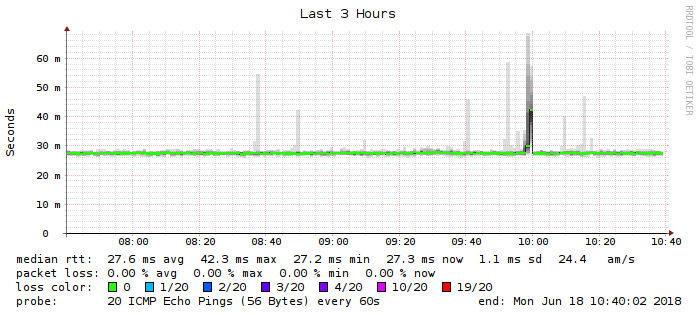 Last 3 Hours
RRDTOOL / TOBI OETIKER
Seconds
60 m
50 m
40 m
30 m
20 m
10 m
0
08:00 08:20 08:40 09:00 09:20 09:40 10:00 10:20 10:40
median rtt: 27.6 ms avg 42.3 ms max 27.2 ms min 27.3 ms now 1.1 ms sd 24.4 am/s
packet loss: 0.00 % avg 0.00 % max 0.00 % min 0.00 % now
loss color: 0 1/20 2/20 3/20 4/20 10/20 19/20
probe: 20 ICMP Echo Pings (56 Bytes) every 60s end: Mon Jun 18 10:40:02 2018